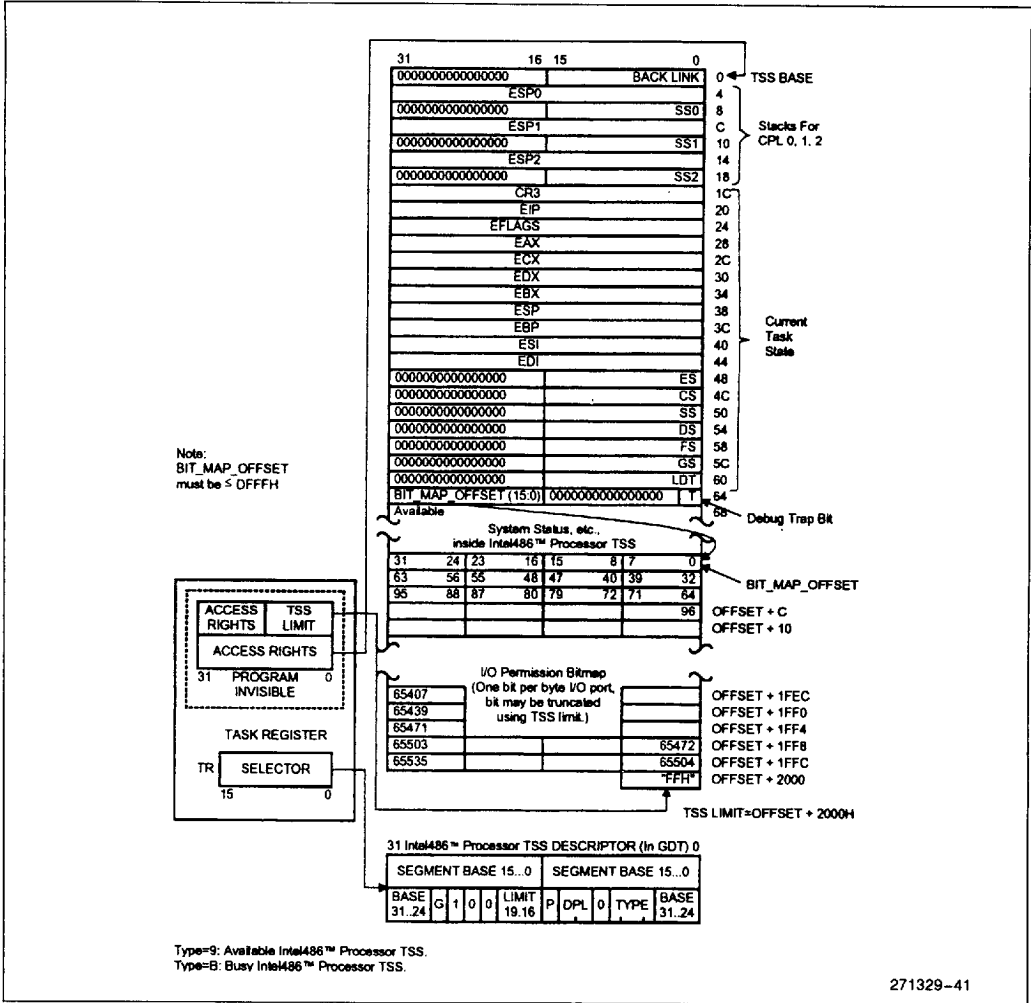 31 16 15 0
0000000000000000 BACK LINK 0 TSS BASE
ESP0 4
0000000000000000 SS0 8
ESP1 C
0000000000000000 SS1 10
ESP2 14
0000000000000000 SS2 18
Stacks For
CPL 0, 1, 2
CR3 1C
EIP 20
EFLAGS 24
EAX 28
ECX 2C
EDX 30
EBX 34
ESP 38
EBP 3C
ESI 40
EDI 44
0000000000000000 ES 48
0000000000000000 CS 4C
0000000000000000 SS 50
0000000000000000 DS 54
0000000000000000 FS 58
0000000000000000 GS 5C
0000000000000000 LDT 60
Current
Task
State
Note:
BIT_MAP_OFFSET
must be ≤ DFFFH
BIT_MAP_OFFSET (15:0) 000000000000000 T 64
Available 68
Debug Trap Bit
System Status, etc.,
inside Intel486™ Processor TSS
31 24 23 16 15 8 7 0
63 56 55 48 47 40 39 32
95 88 87 80 79 72 71 64
BIT_MAP_OFFSET
96 OFFSET + C
OFFSET + 10
I/O Permission Bitmap
(One bit per byte I/O port,
bit may be truncated
using TSS limit.)
65407 OFFSET + 1FEC
65439 OFFSET + 1FF0
65471 OFFSET + 1FF4
65503 65472 OFFSET + 1FF8
65535 65504 OFFSET + 1FFC
"FFH" OFFSET + 2000
TSS LIMIT=OFFSET + 2000H
ACCESS
RIGHTS
TSS
LIMIT
ACCESS RIGHTS
31 0
PROGRAM
INVISIBLE
TASK REGISTER
TR SELECTOR
15 0
31 Intel486™ Processor TSS DESCRIPTOR (In GDT) 0
SEGMENT BASE 15...0 SEGMENT BASE 15...0
BASE
31..24
G 1 0 0
LIMIT
19.16
P DPL 0 TYPE
BASE
31..24
Type=9: Available Intel486™ Processor TSS.
Type=B: Busy Intel486™ Processor TSS.
271329–41